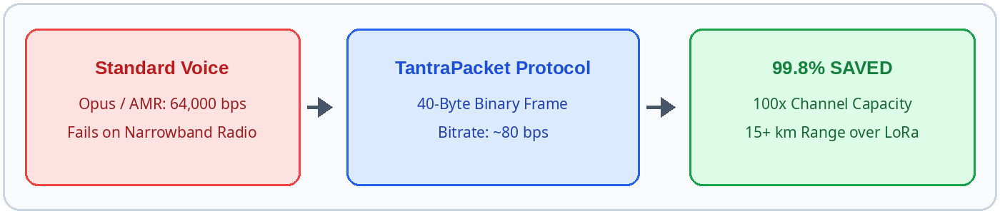 Standard Voice
Opus / AMR: 64,000 bps
Fails on Narrowband Radio
TantraPacket Protocol
40-Byte Binary Frame
Bitrate: ~80 bps
99.8% SAVED
100x Channel Capacity
15+ km Range over LoRa